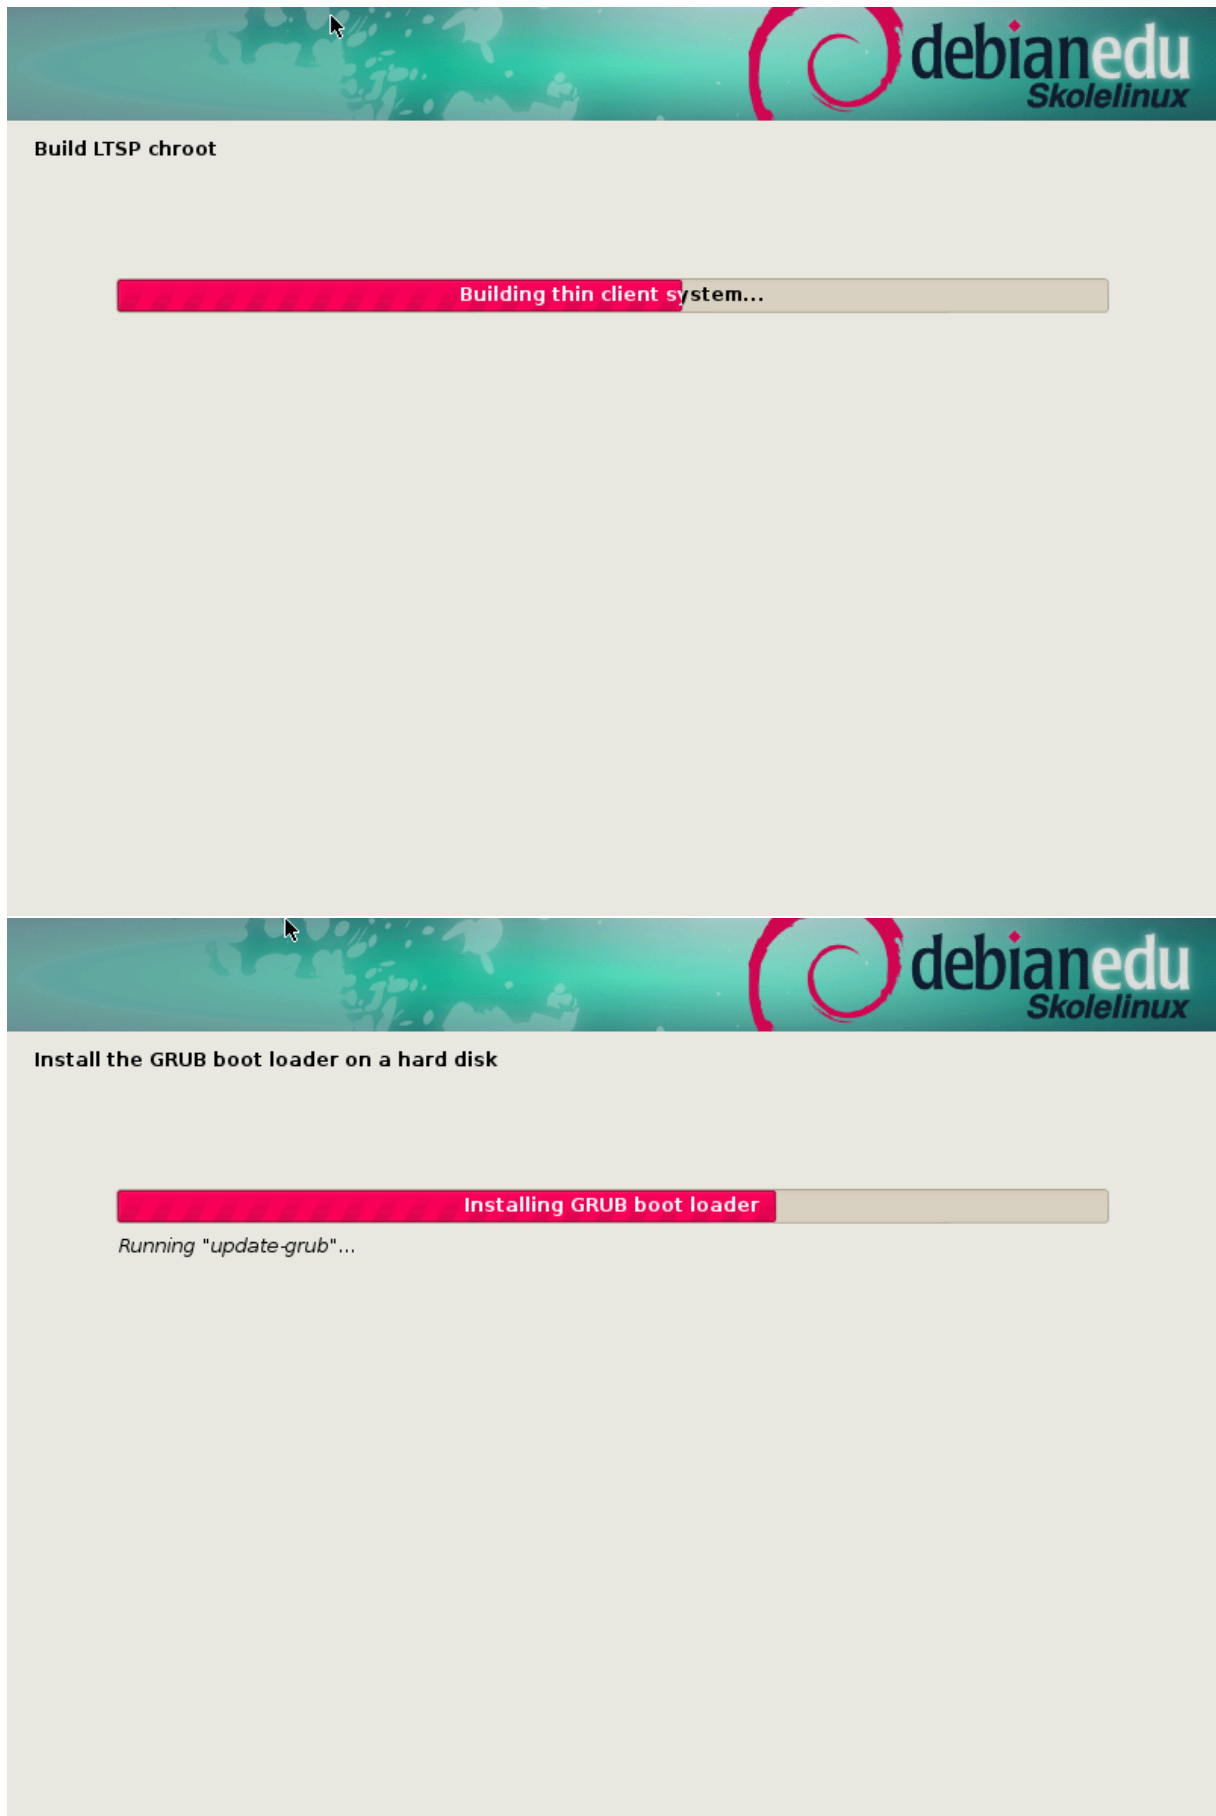 debianedu
Skolelinux
Build LTSP chroot
Building thin client system...
debianedu
Skolelinux
Install the GRUB boot loader on a hard disk
Installing GRUB boot loader
Running "update-grub"...